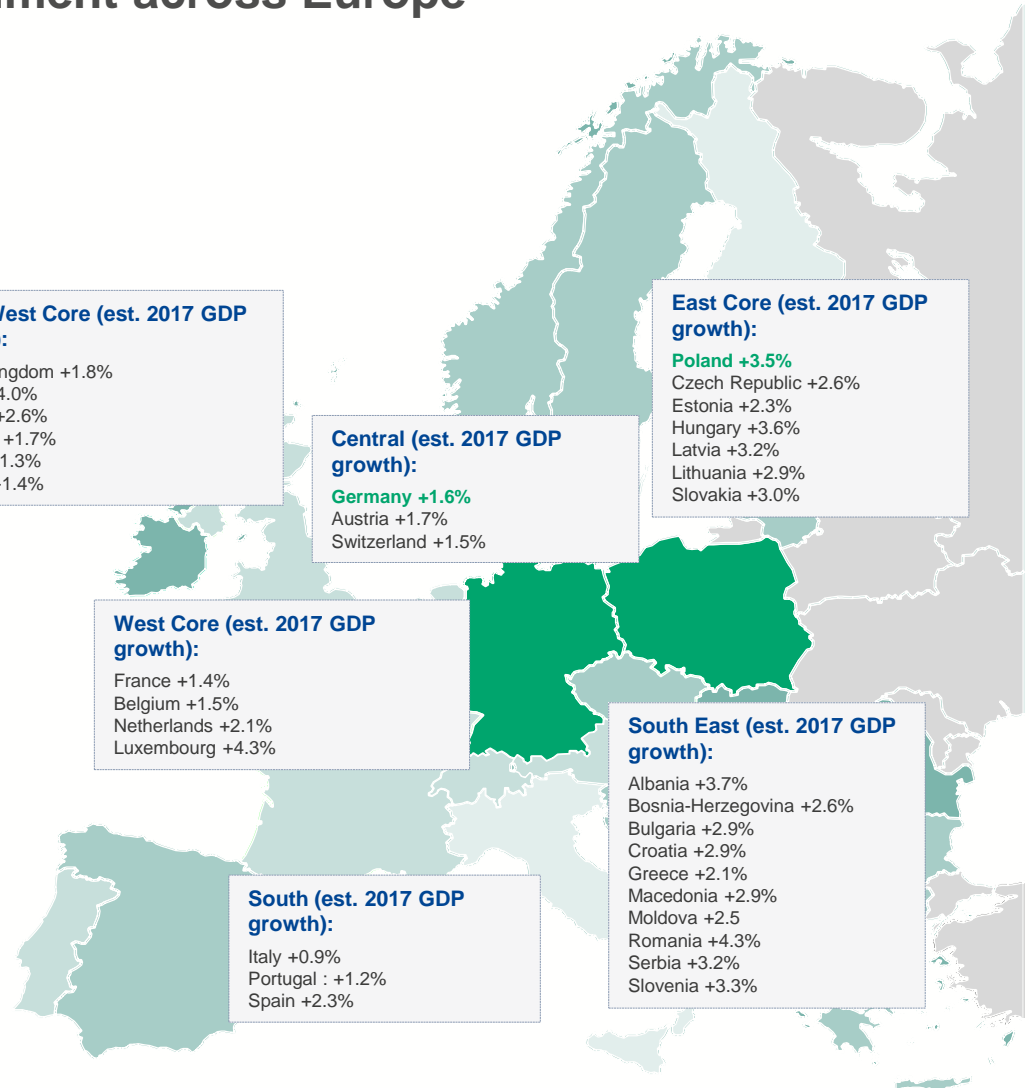 across Europe
West Core (est. 2017 GDP
:
+1.8%
4.0%
+2.6%
+1.7%
1.3%
1.4%
East Core (est. 2017 GDP
growth):
Poland +3.5%
Czech Republic +2.6%
Estonia +2.3%
Hungary +3.6%
Latvia +3.2%
Lithuania +2.9%
Slovakia +3.0%
Central (est. 2017 GDP
growth):
Germany +1.6%
Austria +1.7%
Switzerland +1.5%
West Core (est. 2017 GDP
growth):
France +1.4%
Belgium +1.5%
Netherlands +2.1%
Luxembourg +4.3%
South East (est. 2017 GDP
growth):
Albania +3.7%
Bosnia-Herzegovina +2.6%
Bulgaria +2.9%
Croatia +2.9%
Greece +2.1%
Macedonia +2.9%
Moldova +2.5
Romania +4.3%
Serbia +3.2%
Slovenia +3.3%
South (est. 2017 GDP
growth):
Italy +0.9%
Portugal : +1.2%
Spain +2.3%